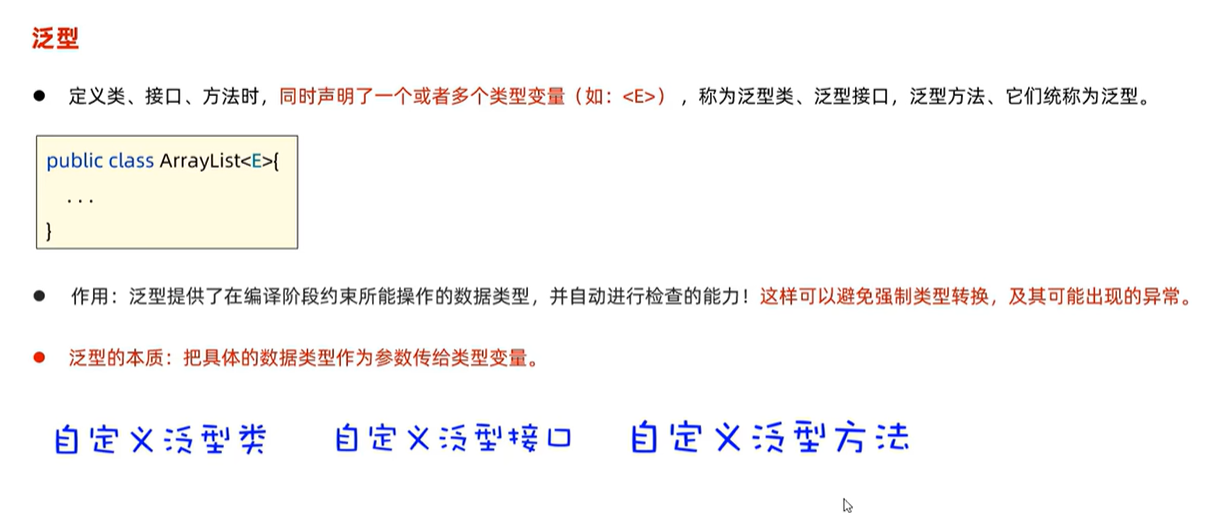 泛型
● 定义类、接口、方法时，同时声明了一个或者多个类型变量（如：<E>），称为泛型类、泛型接口，泛型方法、它们统称为泛型。
public class ArrayList<E>{
. . .
}
● 作用：泛型提供了在编译阶段约束所能操作的数据类型，并自动进行检查的能力！这样可以避免强制类型转换，及其可能出现的异常。
● 泛型的本质：把具体的数据类型作为参数传给类型变量。
自定义泛型类 自定义泛型接口 自定义泛型方法